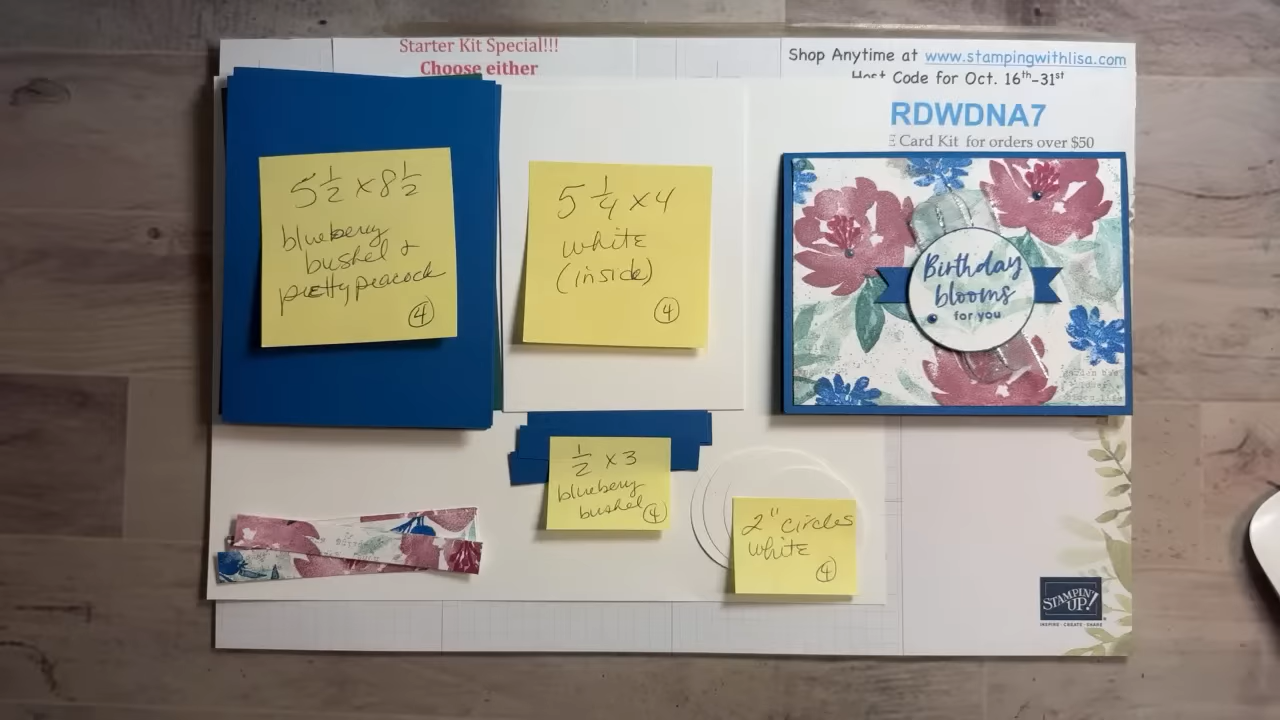 Starter Kit Special!!!
Choose either
Shop Anytime at www.stampingwithlisa.com
Host Code for Oct. 16th-31st
RDWDNA7
E Card Kit for orders over $50
5 1/2 x 8 1/2
blueberry
bushel &
pretty peacock
4
5 1/4 x 4
white
(inside)
4
Birthday
blooms
for you
1/2 x 3
blueberry
bushel 4
2" circles
white
4
STAMPIN'
UP!
INSPIRE · CREATE · SHARE